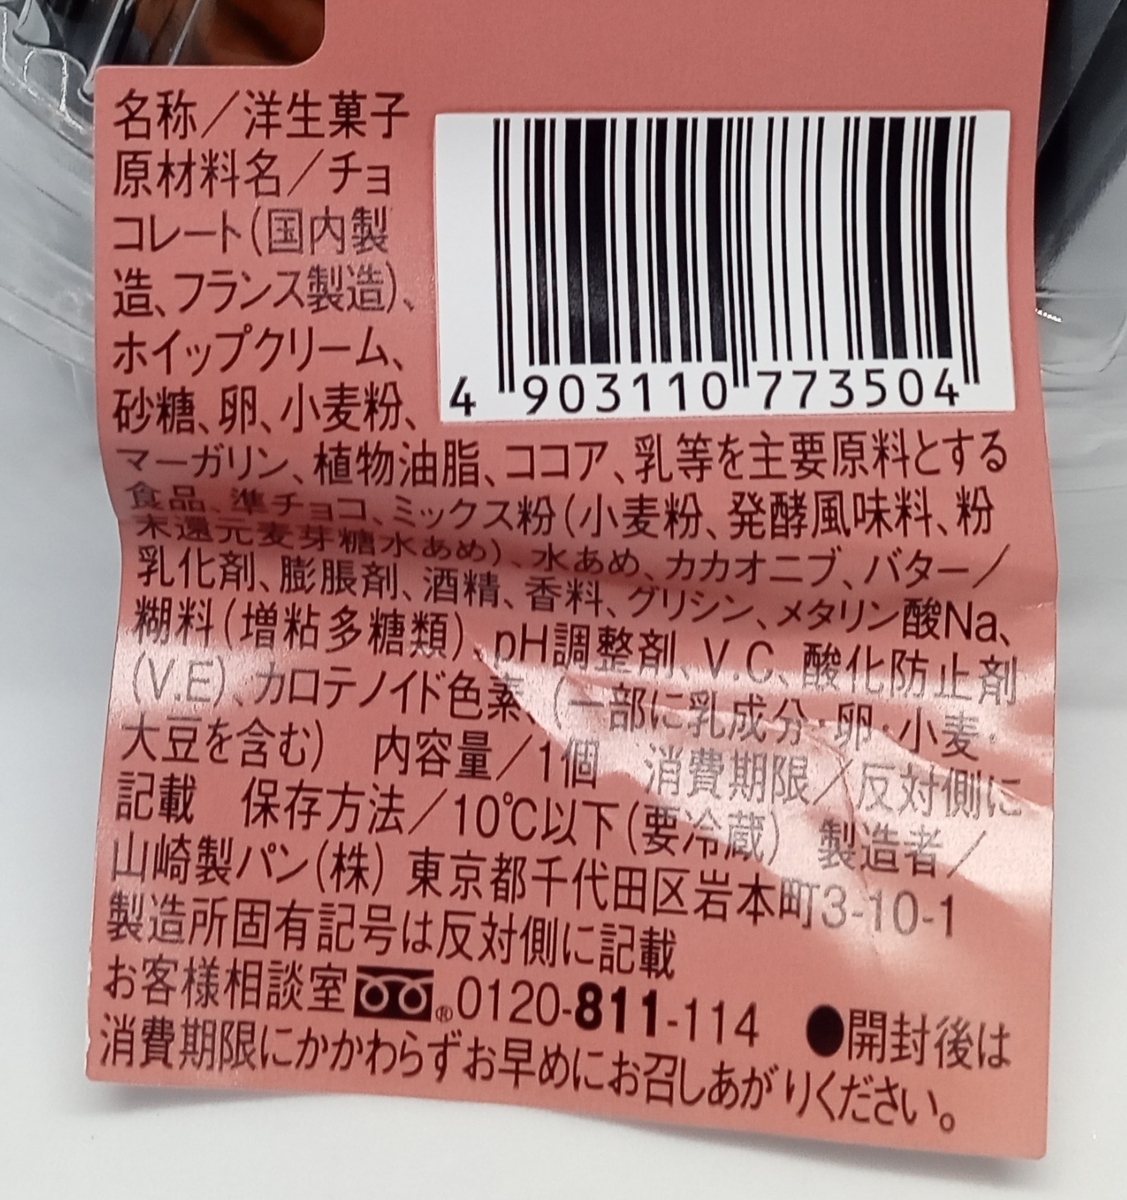 名称／洋生菓子
原材料名／チョ
コレート(国内製
造、フランス製造)、
ホイップクリーム、
砂糖、卵、小麦粉、
4 903110 773504
マーガリン、植物油脂、ココア、乳等を主要原料とする
食品、準チョコ、ミックス粉(小麦粉、発酵風味料、粉
末還元麦芽糖水あめ)、水あめ、カカオニブ、バター／
乳化剤、膨脹剤、酒精、香料、グリシン、メタリン酸Na、
糊料(増粘多糖類)、pH調整剤、V.C、酸化防止剤
(V.E)、カロテノイド色素、(一部に乳成分・卵・小麦・
大豆を含む) 内容量／1個 消費期限／反対側に
記載 保存方法／10℃以下(要冷蔵) 製造者／
山崎製パン(株) 東京都千代田区岩本町3-10-1
製造所固有記号は反対側に記載
お客様相談室 ®0120-811-114 ●開封後は
消費期限にかかわらずお早めにお召しあがりください。